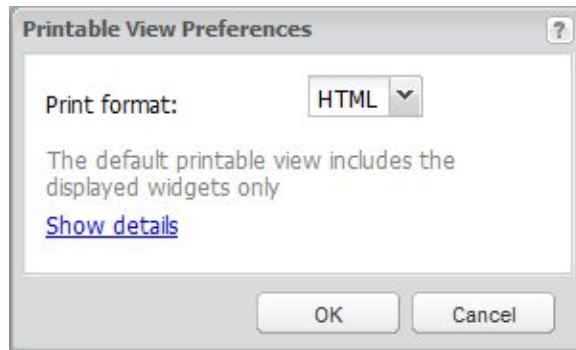 Printable View Preferences ?
Print format: HTML
The default printable view includes the
displayed widgets only
Show details
OK Cancel